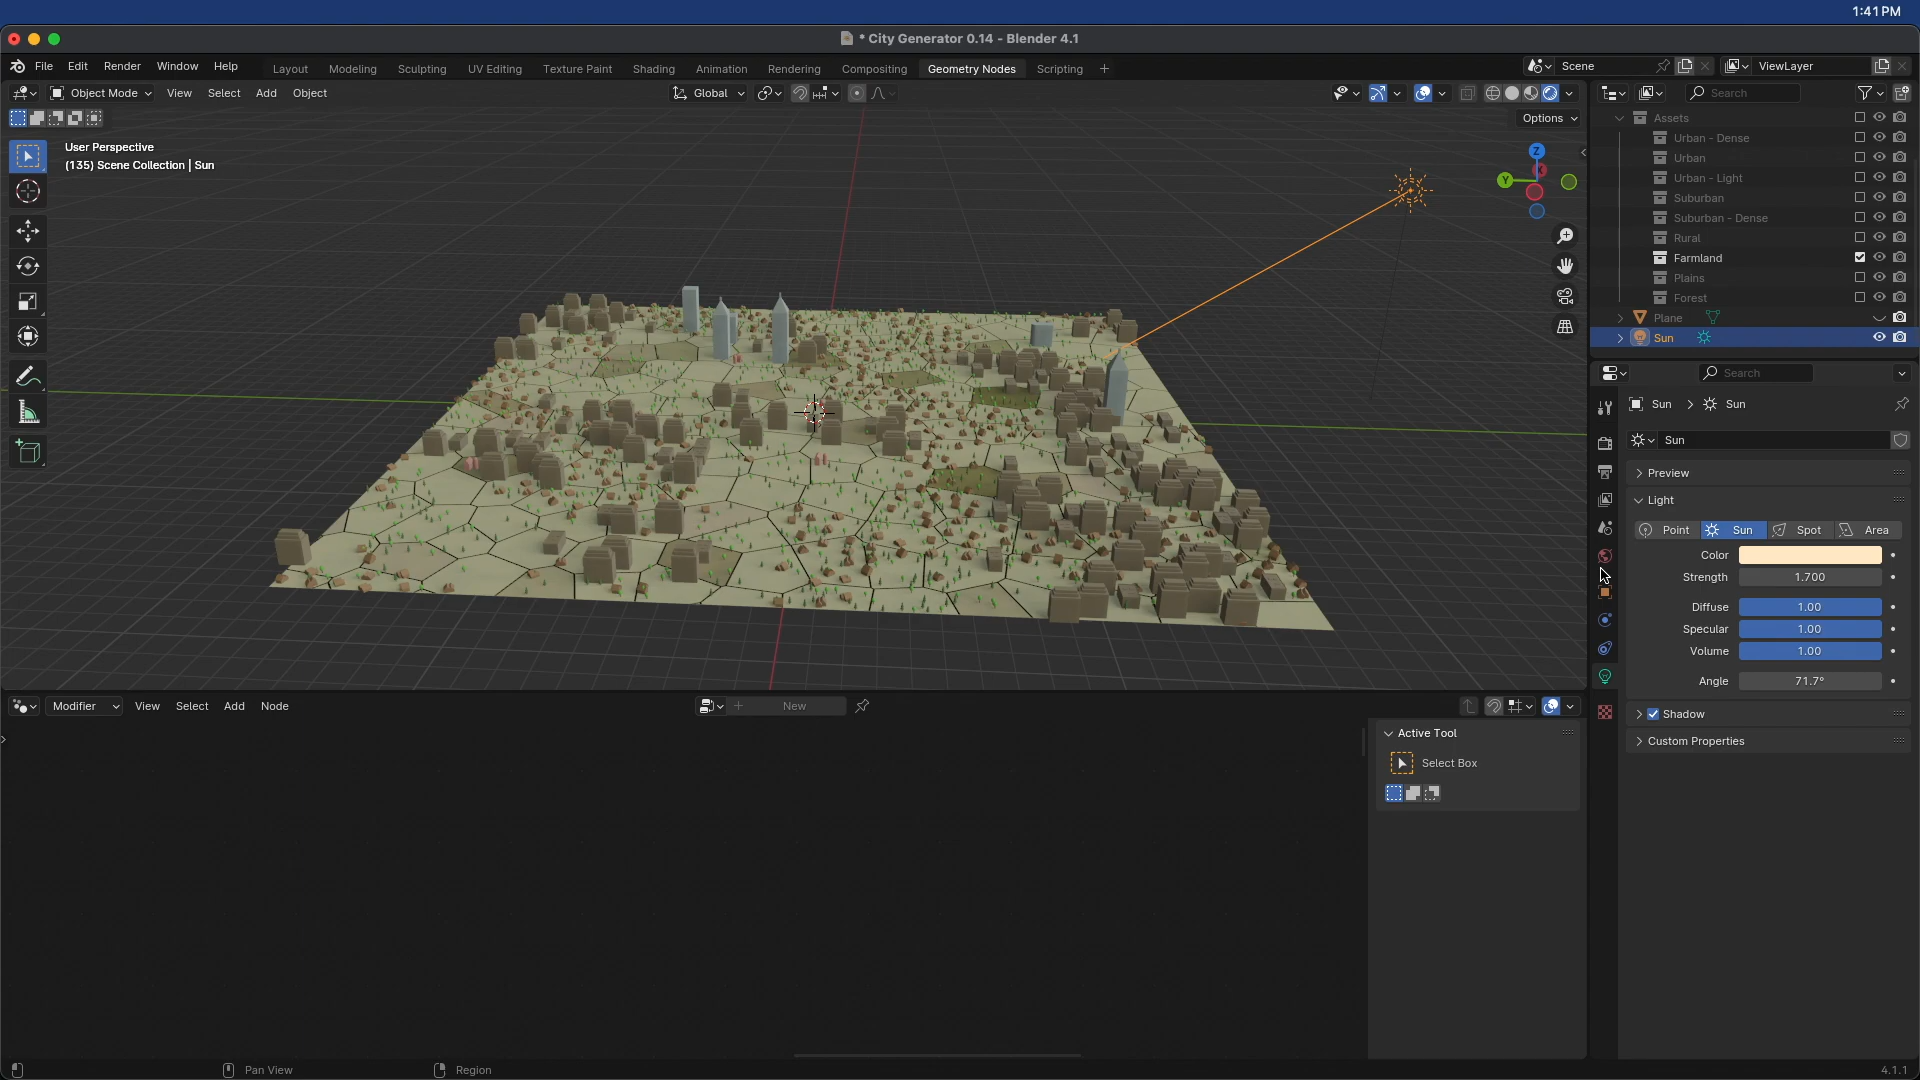 1:41 PM
* City Generator 0.14 - Blender 4.1
File Edit Render Window Help
Layout Modeling Sculpting UV Editing Texture Paint Shading Animation Rendering Compositing Geometry Nodes Scripting +
Scene
ViewLayer
Object Mode View Select Add Object
Global
Search
Options
User Perspective
(135) Scene Collection | Sun
Z
Y
X
Assets
Urban - Dense
Urban
Urban - Light
Suburban
Suburban - Dense
Rural
Farmland
Plains
Forest
Plane
Sun
Search
Sun > Sun
Sun
Preview
Light
Point Sun Spot Area
Color
Strength 1.700
Diffuse 1.00
Specular 1.00
Volume 1.00
Angle 71.7°
Shadow
Custom Properties
Modifier View Select Add Node
+ New
Active Tool
Select Box
Pan View
Region
4.1.1